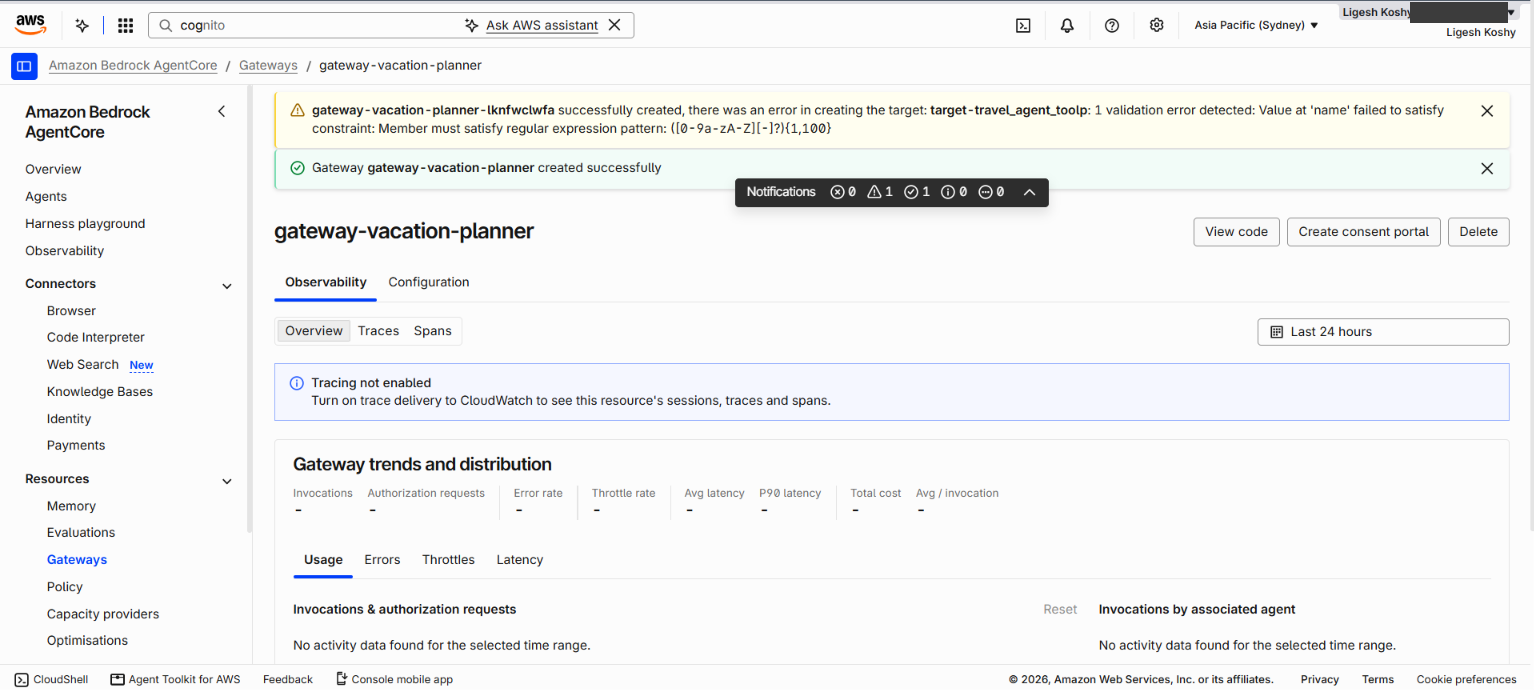 aws
cognito
Ask AWS assistant
Asia Pacific (Sydney)
Ligesh Koshy
Ligesh Koshy
Amazon Bedrock AgentCore / Gateways / gateway-vacation-planner
Amazon Bedrock
AgentCore
Overview
Agents
Harness playground
Observability
Connectors
Browser
Code Interpreter
Web Search New
Knowledge Bases
Identity
Payments
Resources
Memory
Evaluations
Gateways
Policy
Capacity providers
Optimisations
gateway-vacation-planner-lknfwclwfa successfully created, there was an error in creating the target: target-travel_agent_toolp: 1 validation error detected: Value at 'name' failed to satisfy
constraint: Member must satisfy regular expression pattern: ([0-9a-zA-Z][-]?){1,100}
Gateway gateway-vacation-planner created successfully
Notifications 0 1 1 0 0
gateway-vacation-planner
View code
Create consent portal
Delete
Observability Configuration
Overview Traces Spans
Last 24 hours
Tracing not enabled
Turn on trace delivery to CloudWatch to see this resource's sessions, traces and spans.
Gateway trends and distribution
Invocations Authorization requests Error rate Throttle rate Avg latency P90 latency Total cost Avg / invocation
- - - - - - - -
Usage Errors Throttles Latency
Invocations & authorization requests
Reset
Invocations by associated agent
No activity data found for the selected time range.
No activity data found for the selected time range.
CloudShell Agent Toolkit for AWS Feedback Console mobile app
© 2026, Amazon Web Services, Inc. or its affiliates. Privacy Terms Cookie preferences